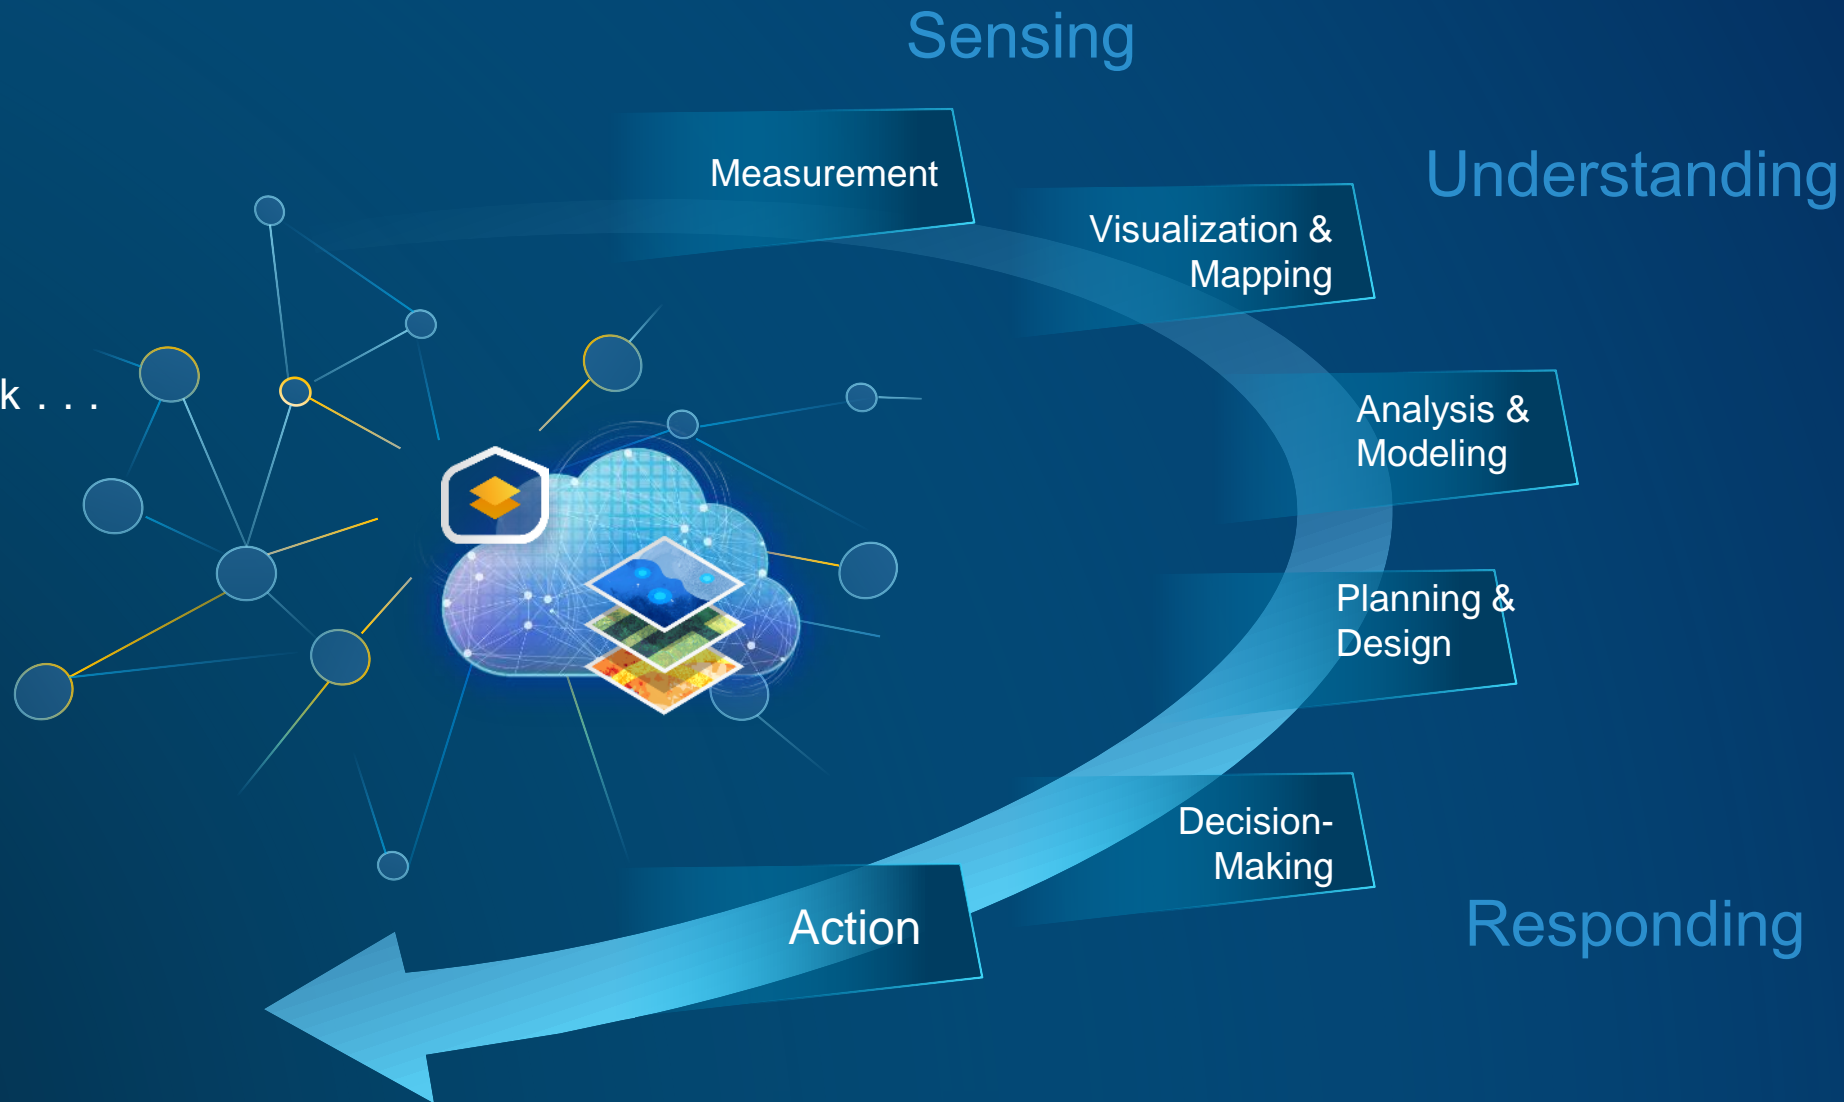 Sensing
Measurement
Understanding
Visualization &
Mapping
k . . .
Analysis &
Modeling
Planning &
Design
Decision-
Making
Action
Responding